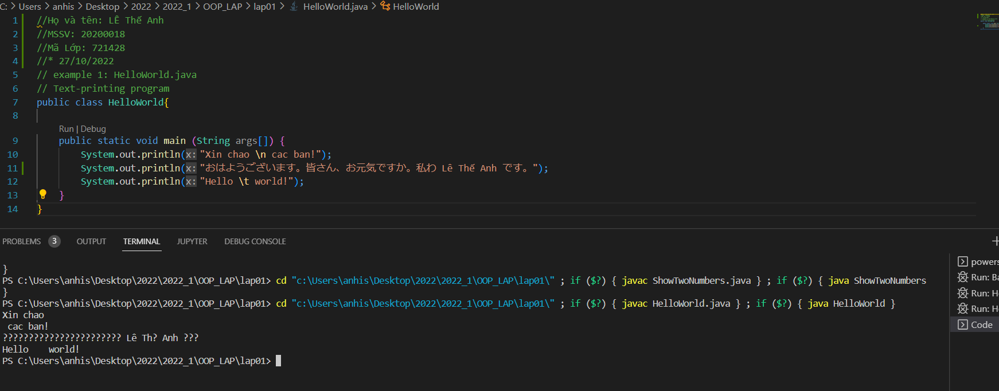 C: > Users > anhis > Desktop > 2022 > 2022_1 > OOP_LAP > lap01 > HelloWorld.java > HelloWorld
1 //Họ và tên: LÊ Thế Anh
2 //MSSV: 20200018
3 //Mã Lớp: 721428
4 //* 27/10/2022
5 // example 1: HelloWorld.java
6 // Text-printing program
7 public class HelloWorld{
8
Run | Debug
9 public static void main (String args[]) {
10 System.out.println(x: "Xin chao \n cac ban!");
11 System.out.println(x: "おはようございます。皆さん、お元気ですか。私わ Lê Thế Anh です。");
12 System.out.println(x: "Hello \t world!");
13 }
14 }
PROBLEMS 3 OUTPUT TERMINAL JUPYTER DEBUG CONSOLE
}
PS C:\Users\anhis\Desktop\2022\2022_1\OOP_LAP\lap01> cd "c:\Users\anhis\Desktop\2022\2022_1\OOP_LAP\lap01\" ; if ($?) { javac ShowTwoNumbers.java } ; if ($?) { java ShowTwoNumbers
}
PS C:\Users\anhis\Desktop\2022\2022_1\OOP_LAP\lap01> cd "c:\Users\anhis\Desktop\2022\2022_1\OOP_LAP\lap01\" ; if ($?) { javac HelloWorld.java } ; if ($?) { java HelloWorld }
Xin chao
cac ban!
??????????????????????? Lê Th? Anh ???
Hello world!
PS C:\Users\anhis\Desktop\2022\2022_1\OOP_LAP\lap01>
powers
Run: Ba
Run: He
Run: He
Code